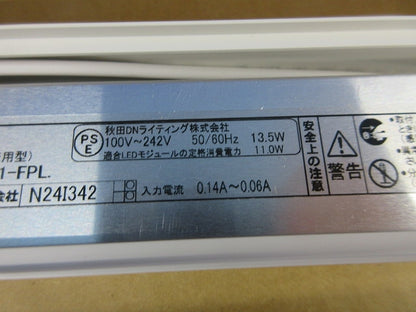 PS
E
秋田DNライティング株式会社
100V～242V 50/60Hz 13.5W
適合LEDモジュールの定格消費電力 11.0W
用型)
1-FPL.
会社 N24I342
入力電流 0.14A～0.06A
安全上の注意
警告